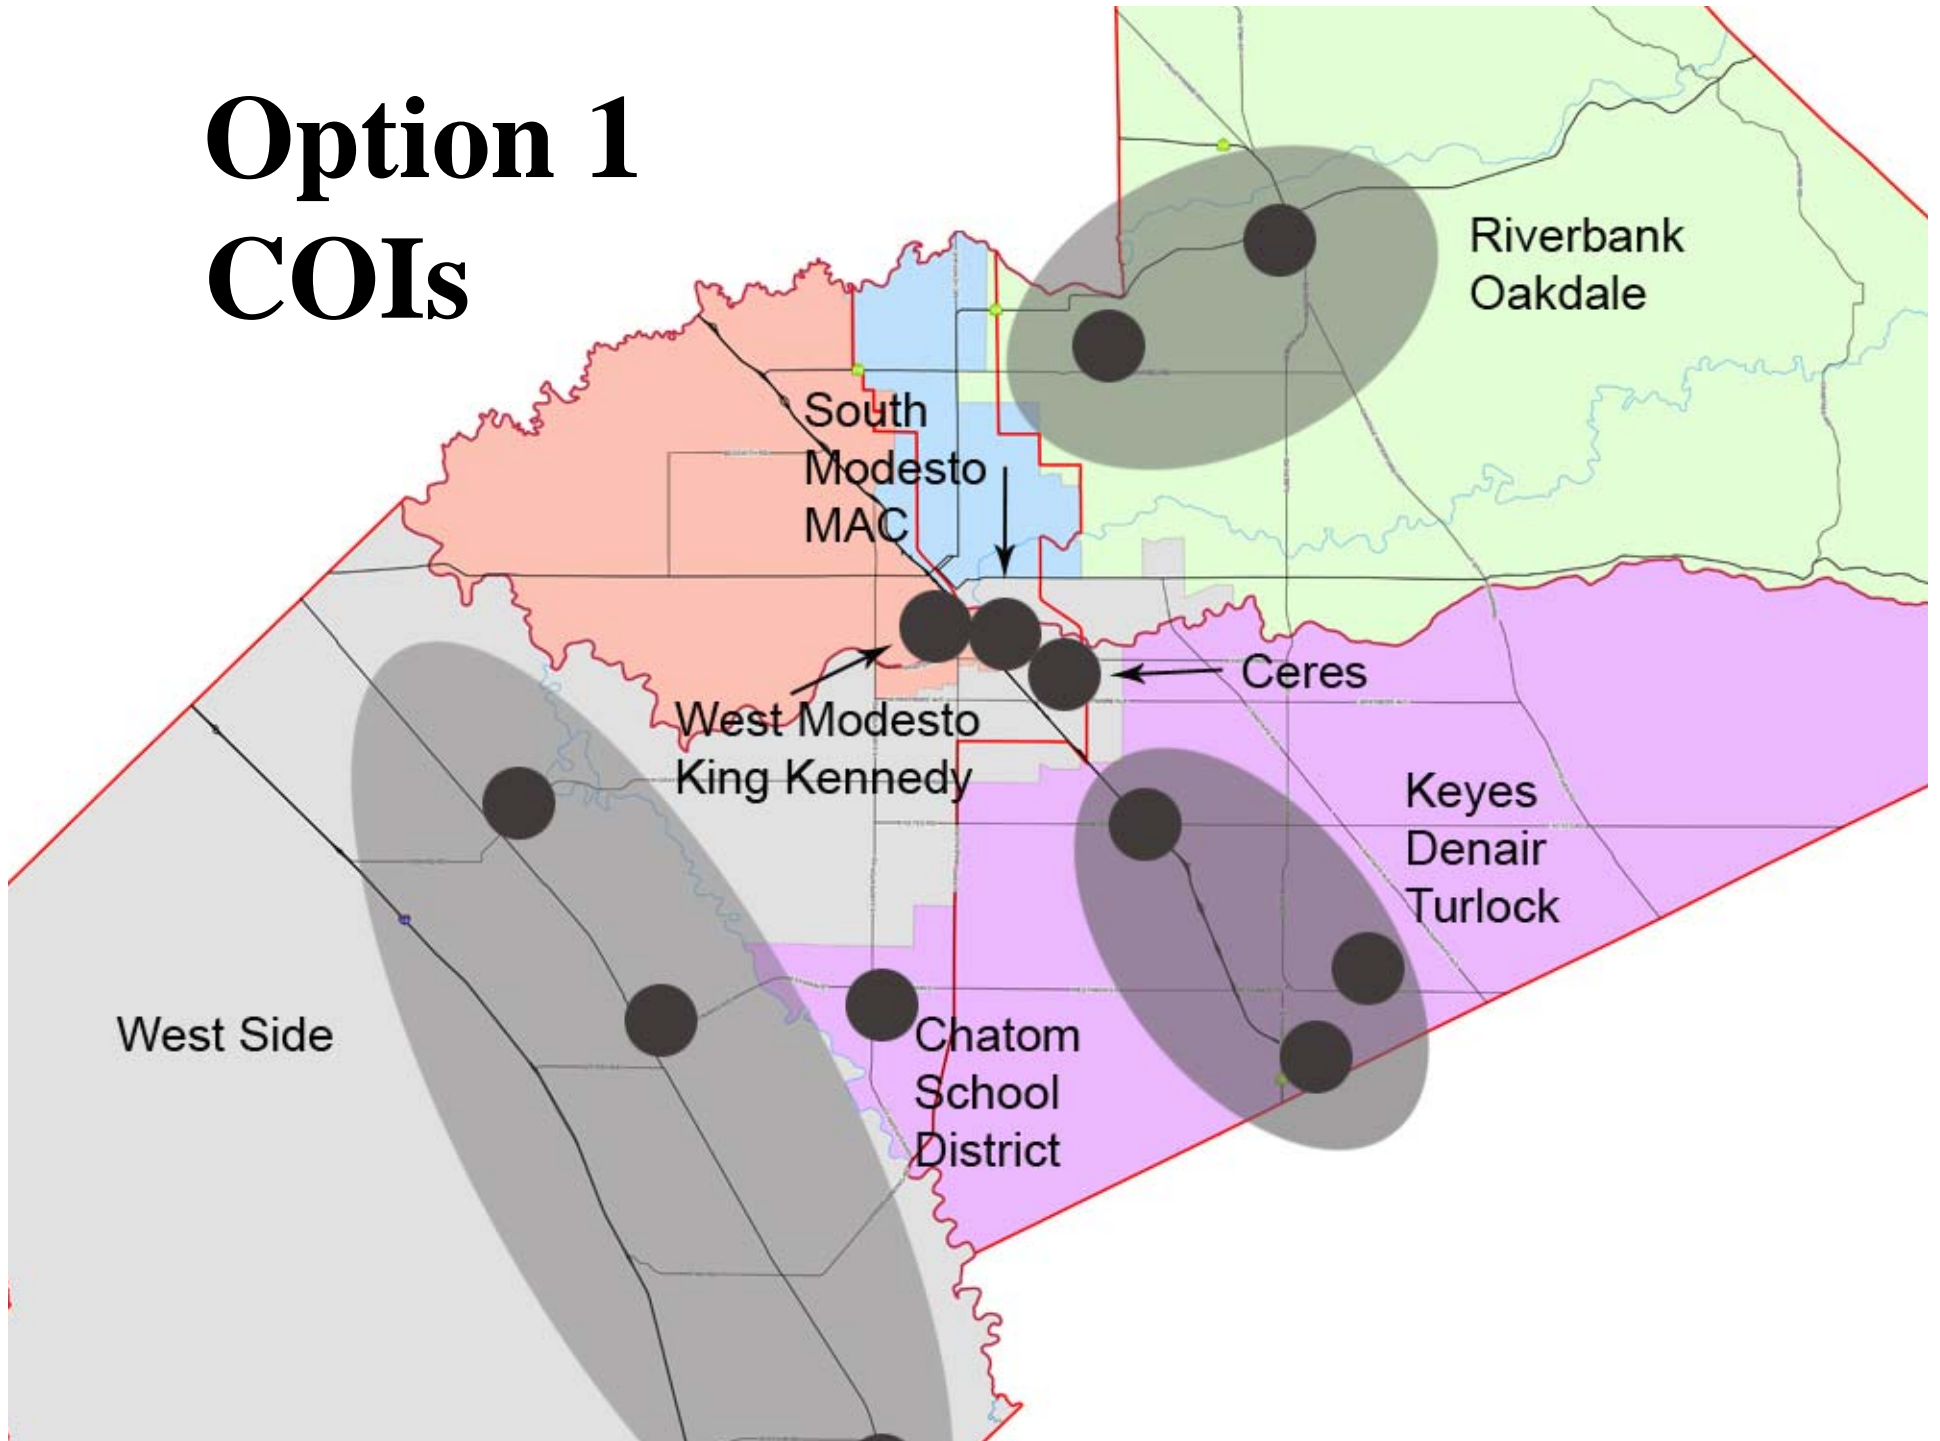 Option 1
COIs
Riverbank
Oakdale
South
Modesto
MAC
Ceres
West Modesto
King Kennedy
Keyes
Denair
Turlock
West Side
Chatom
School
District